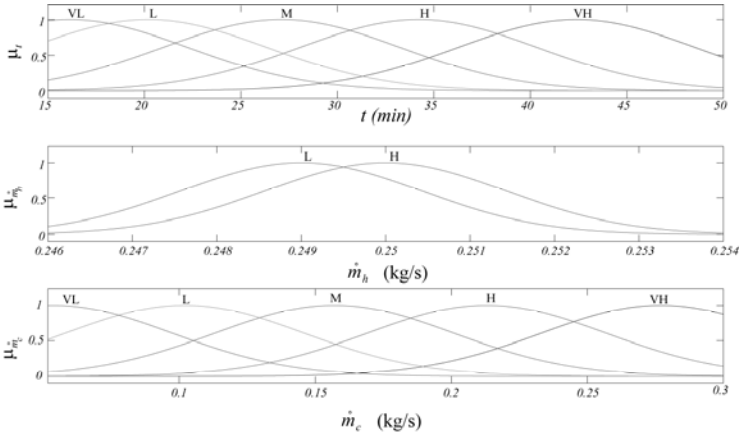 VL L M H VH
1
0.5
0
μt
15 20 25 30 35 40 45 50
t (min)
L H
1
0.5
0
μṁh
0.246 0.247 0.248 0.249 0.25 0.251 0.252 0.253 0.254
ṁh (kg/s)
VL L M H VH
1
0.5
0
μṁc
0.1 0.15 0.2 0.25 0.3
ṁc (kg/s)